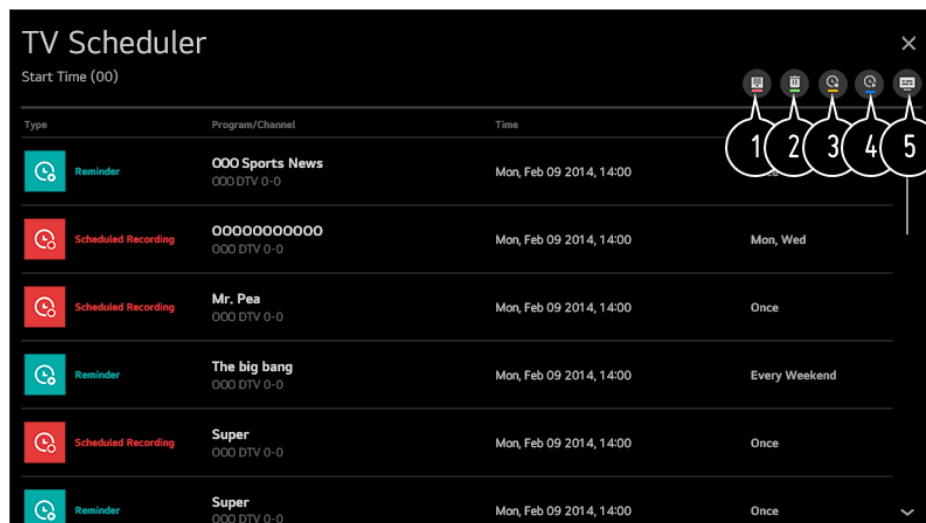 TV Scheduler
Start Time (00)
Type Program/Channel Time
1 2 3 4 5
Reminder OOO Sports News Mon, Feb 09 2014, 14:00
OOO DTV 0-0
Scheduled Recording OOOOOOOOOOO Mon, Feb 09 2014, 14:00 Mon, Wed
OOO DTV 0-0
Scheduled Recording Mr. Pea Mon, Feb 09 2014, 14:00 Once
OOO DTV 0-0
Reminder The big bang Mon, Feb 09 2014, 14:00 Every Weekend
OOO DTV 0-0
Scheduled Recording Super Mon, Feb 09 2014, 14:00 Once
OOO DTV 0-0
Reminder Super Mon, Feb 09 2014, 14:00 Once
OOO DTV 0-0